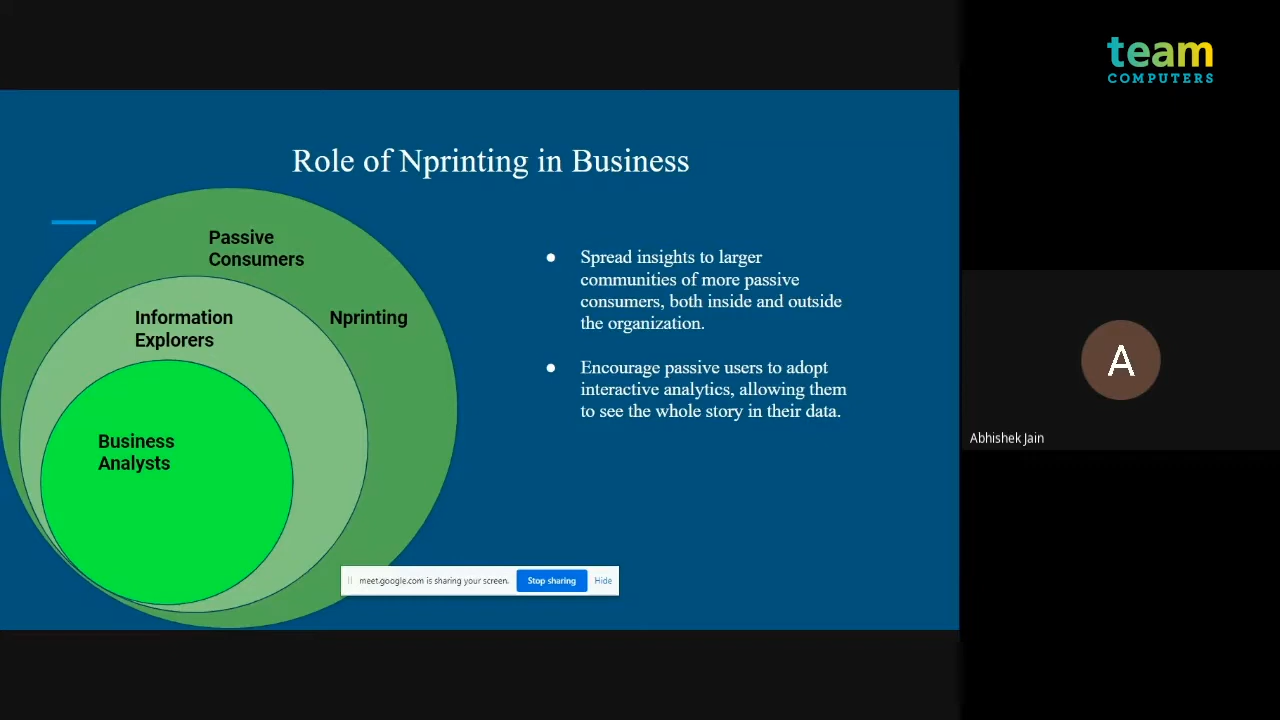 team
COMPUTERS
Role of Nprinting in Business
Passive
Consumers
Information
Explorers
Nprinting
Business
Analysts
● Spread insights to larger
communities of more passive
consumers, both inside and outside
the organization.
● Encourage passive users to adopt
interactive analytics, allowing them
to see the whole story in their data.
meet.google.com is sharing your screen. Stop sharing Hide
A
Abhishek Jain